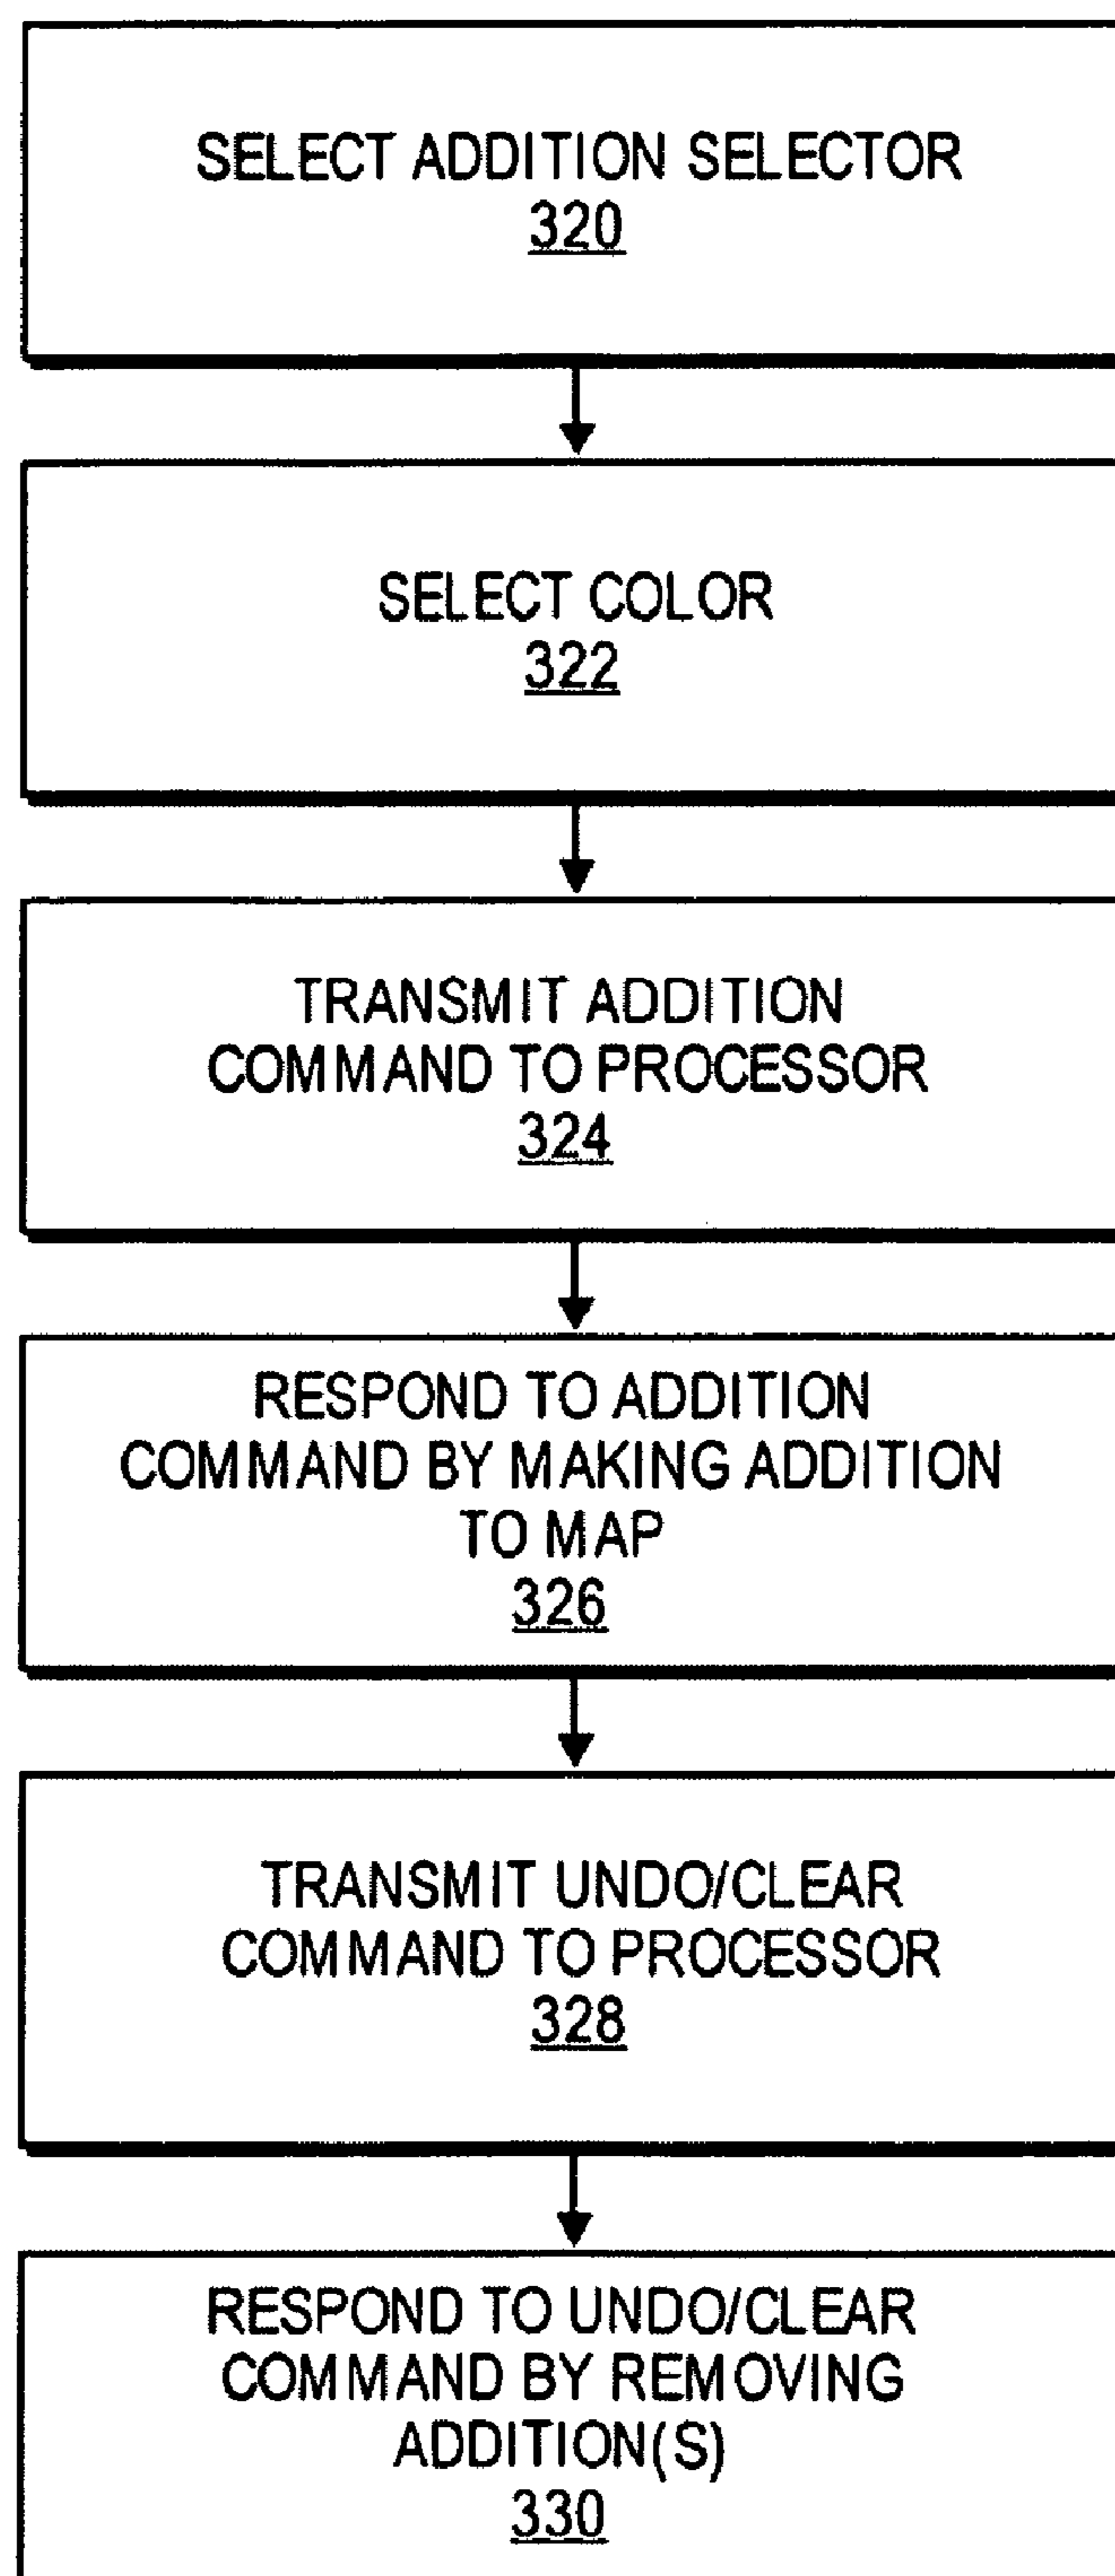 SELECT ADDITION SELECTOR
320
SELECT COLOR
322
TRANSMIT ADDITION
COMMAND TO PROCESSOR
324
RESPOND TO ADDITION
COMMAND BY MAKING ADDITION
TO MAP
326
TRANSMIT UNDO/CLEAR
COMMAND TO PROCESSOR
328
RESPOND TO UNDO/CLEAR
COMMAND BY REMOVING
ADDITION(S)
330